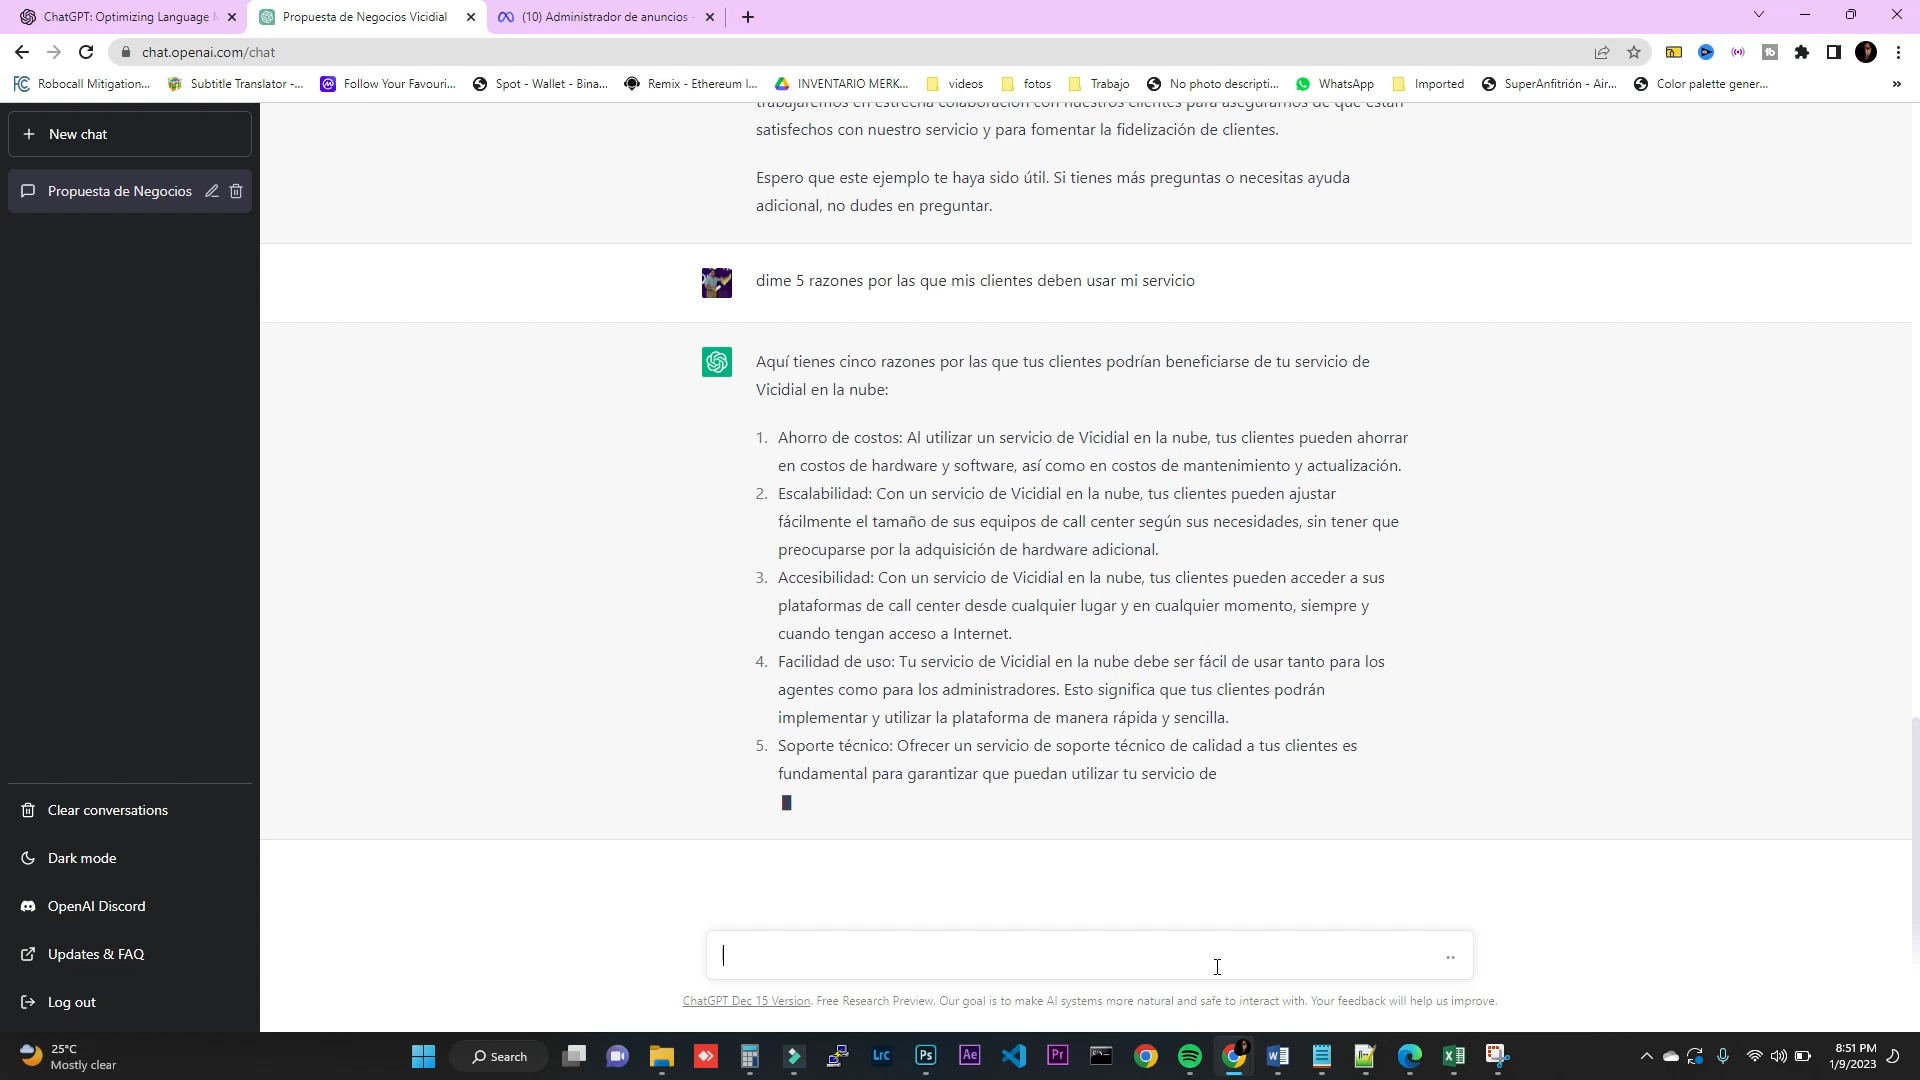 ChatGPT: Optimizing Language
Propuesta de Negocios Vicidial
(10) Administrador de anuncios -
chat.openai.com/chat
Robocall Mitigation...
Subtitle Translator -...
Follow Your Favouri...
Spot - Wallet - Bina...
Remix - Ethereum I...
INVENTARIO MERK...
videos
fotos
Trabajo
No photo descripti...
WhatsApp
Imported
SuperAnfitrión - Air...
Color palette gener...
»
+ New chat
Propuesta de Negocios
trabajaremos en estrecha colaboración con nuestros clientes para asegurarnos de que están
satisfechos con nuestro servicio y para fomentar la fidelización de clientes.
Espero que este ejemplo te haya sido útil. Si tienes más preguntas o necesitas ayuda
adicional, no dudes en preguntar.
dime 5 razones por las que mis clientes deben usar mi servicio
Aquí tienes cinco razones por las que tus clientes podrían beneficiarse de tu servicio de
Vicidial en la nube:
1. Ahorro de costos: Al utilizar un servicio de Vicidial en la nube, tus clientes pueden ahorrar
en costos de hardware y software, así como en costos de mantenimiento y actualización.
2. Escalabilidad: Con un servicio de Vicidial en la nube, tus clientes pueden ajustar
fácilmente el tamaño de sus equipos de call center según sus necesidades, sin tener que
preocuparse por la adquisición de hardware adicional.
3. Accesibilidad: Con un servicio de Vicidial en la nube, tus clientes pueden acceder a sus
plataformas de call center desde cualquier lugar y en cualquier momento, siempre y
cuando tengan acceso a Internet.
4. Facilidad de uso: Tu servicio de Vicidial en la nube debe ser fácil de usar tanto para los
agentes como para los administradores. Esto significa que tus clientes podrán
implementar y utilizar la plataforma de manera rápida y sencilla.
5. Soporte técnico: Ofrecer un servicio de soporte técnico de calidad a tus clientes es
fundamental para garantizar que puedan utilizar tu servicio de
Clear conversations
Dark mode
OpenAI Discord
Updates & FAQ
Log out
ChatGPT Dec 15 Version. Free Research Preview. Our goal is to make AI systems more natural and safe to interact with. Your feedback will help us improve.
25°C
Mostly clear
Search
Lrc
Ps
Ae
Pr
8:51 PM
1/9/2023